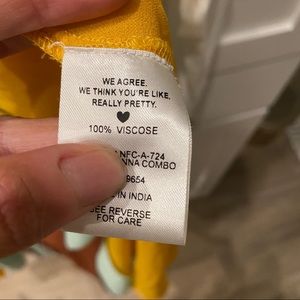 WE AGREE.
WE THINK YOU'RE LIKE,
REALLY PRETTY.
100% VISCOSE
NFC-A-724
COMBO
9654
IN INDIA
SEE REVERSE
FOR CARE